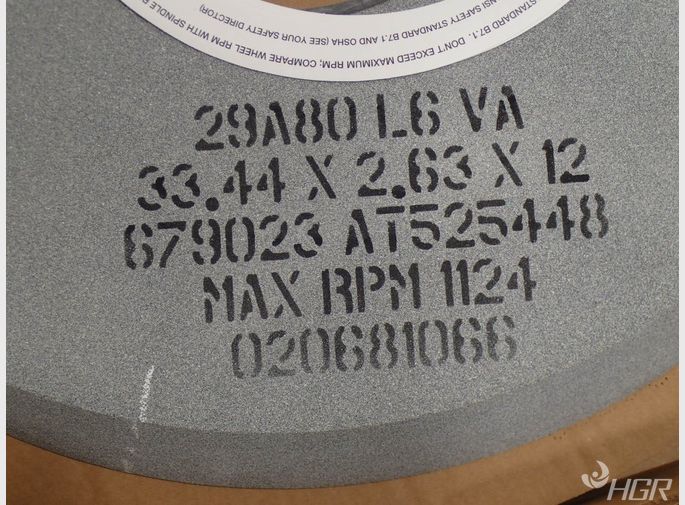 STANDARD B7.1. DON'T EXCEED MAXIMUM RPM; COMPARE WHEEL RPM WITH SPINDLE
ANSI SAFETY STANDARD B7.1 AND OSHA (SEE YOUR SAFETY DIRECTOR)
29A80 L6 VA
33.44 X 2.63 X 12
679023 AT525448
MAX RPM 1124
020681066
HGR